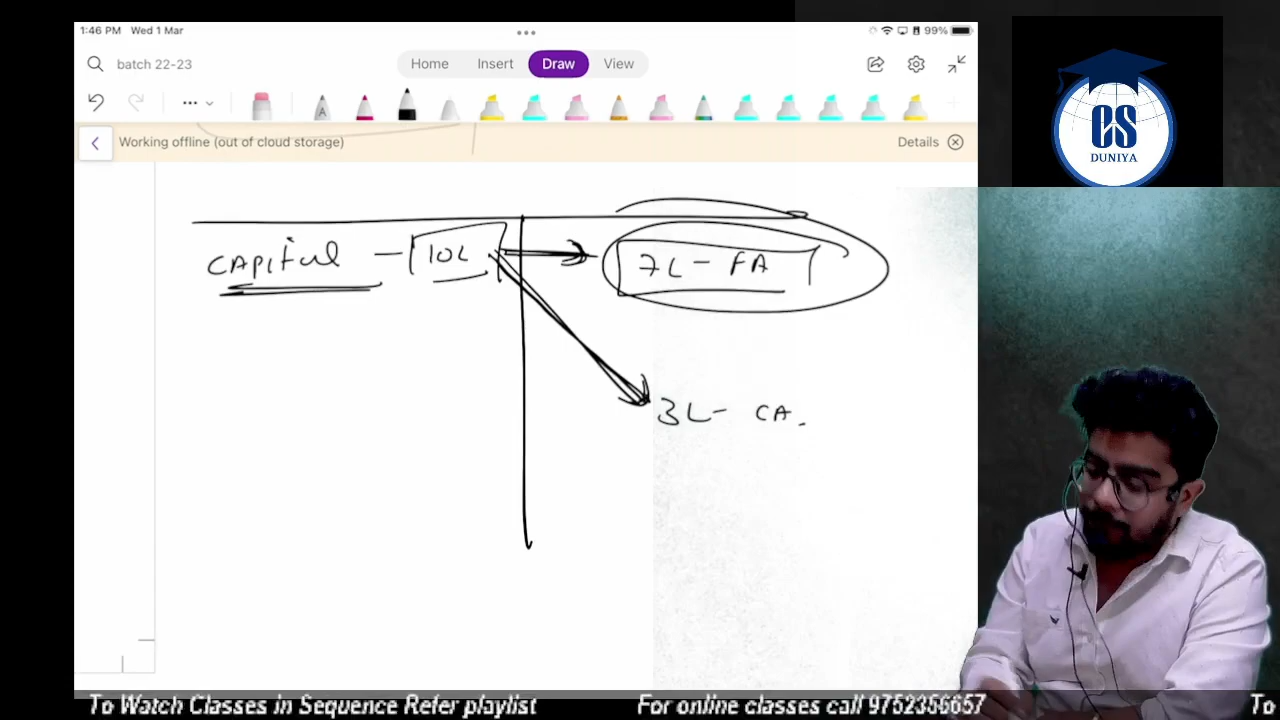 1:46 PM Wed 1 Mar
99%
batch 22-23
Home Insert Draw View
Working offline (out of cloud storage)
Details
CS
DUNIYA
CAPital - 10L
7L - FA
3L - CA.
To Watch Classes in Sequence Refer playlist
For online classes call 9752356657
To